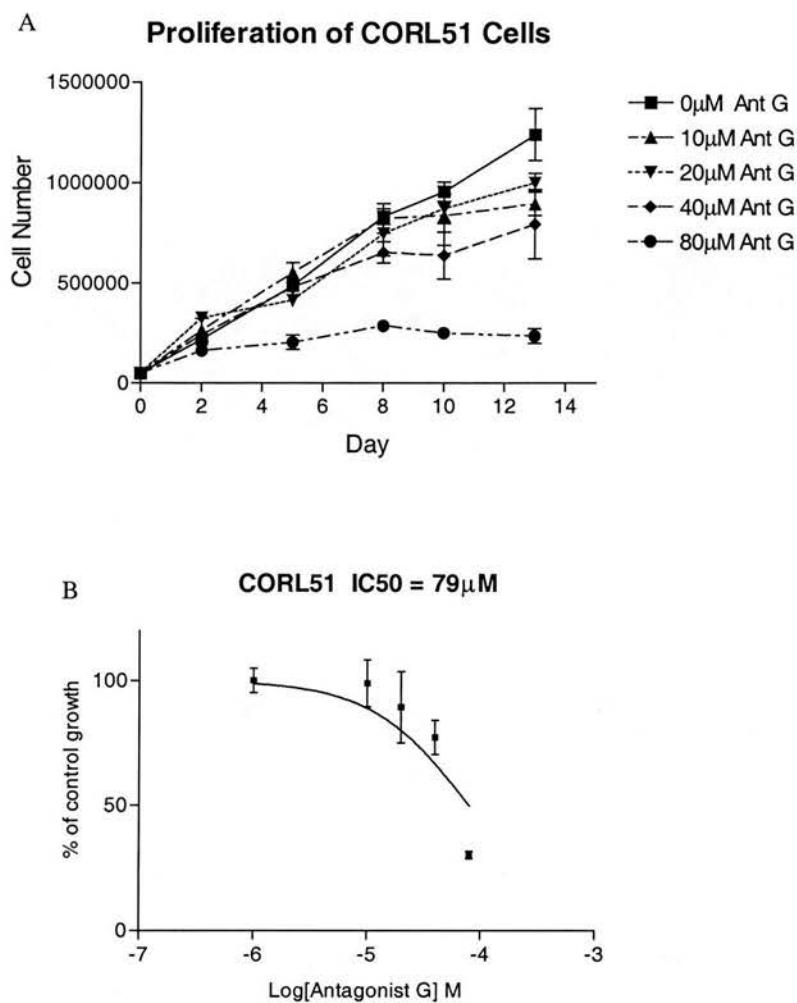 A
Proliferation of CORL51 Cells
1500000
1000000
500000
0
Cell Number
0 2 4 6 8 10 12 14
Day
0µM Ant G
10µM Ant G
20µM Ant G
40µM Ant G
80µM Ant G
B
CORL51 IC50 = 79µM
100
50
0
% of control growth
-7 -6 -5 -4 -3
Log[Antagonist G] M